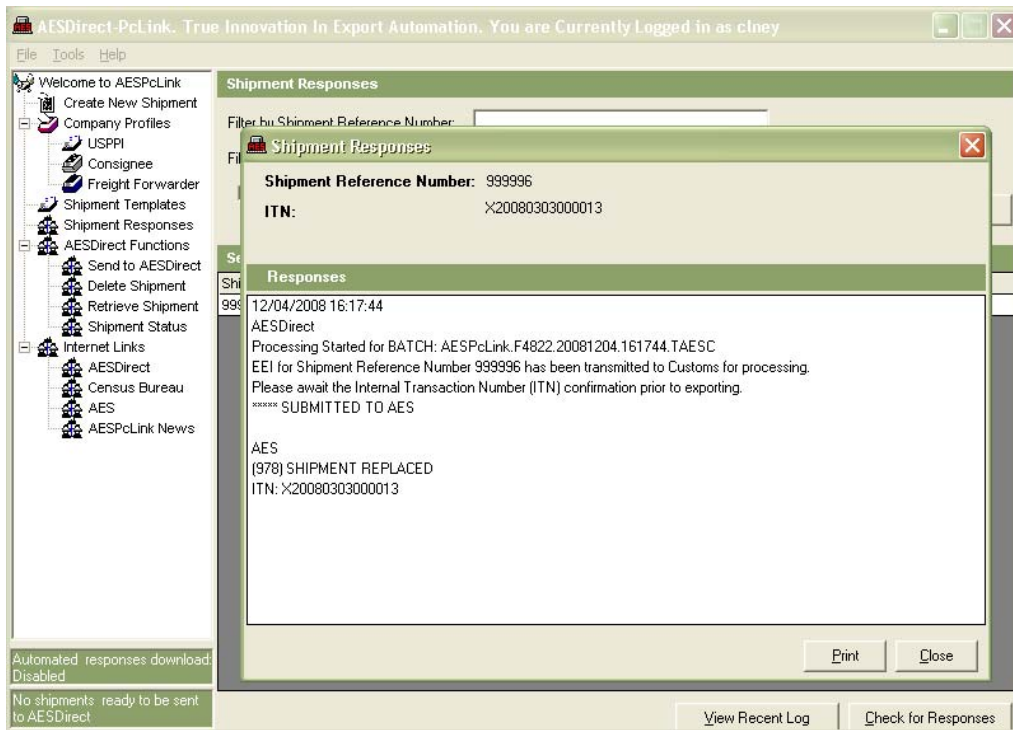 AESDirect-PcLink. True Innovation In Export Automation. You are Currently Logged in as clney
File Tools Help
Welcome to AESPcLink
Create New Shipment
Company Profiles
USPPI
Consignee
Freight Forwarder
Shipment Templates
Shipment Responses
AESDirect Functions
Send to AESDirect
Delete Shipment
Retrieve Shipment
Shipment Status
Internet Links
AESDirect
Census Bureau
AES
AESPcLink News
Automated responses download:
Disabled
No shipments ready to be sent
to AESDirect
Shipment Responses
Filter by Shipment Reference Number:
Shipment Responses
Shipment Reference Number: 999996
ITN: X20080303000013
Responses
12/04/2008 16:17:44
AESDirect
Processing Started for BATCH: AESPcLink.F4822.20081204.161744.TAESC
EEI for Shipment Reference Number 999996 has been transmitted to Customs for processing.
Please await the Internal Transaction Number (ITN) confirmation prior to exporting.
***** SUBMITTED TO AES
AES
(978) SHIPMENT REPLACED
ITN: X20080303000013
Print Close
View Recent Log Check for Responses